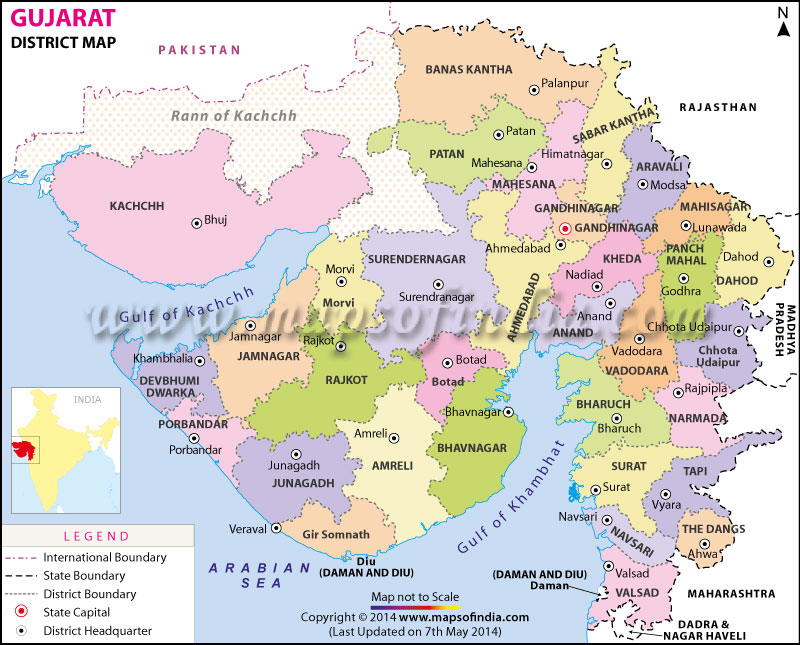 GUJARAT
DISTRICT MAP
N
PAKISTAN
BANAS KANTHA
Palanpur
RAJASTHAN
Rann of Kachchh
SABAR KANTHA
Patan
PATAN
Mahesana
Himatnagar
ARAVALI
MAHESANA
Modsa
KACHCHH
Bhuj
GANDHINAGAR
GANDHINAGAR
MAHISAGAR
Lunawada
Ahmedabad
PANCH
MAHAL
Dahod
DAHOD
SURENDERNAGAR
KHEDA
Morvi
Morvi
Nadiad
Godhra
Surendranagar
AHMEDABAD
Gulf of Kachchh
www.mapsofindia.com
Anand
ANAND
MADHYA
PRADESH
Jamnagar
JAMNAGAR
Rajkot
RAJKOT
Chhota Udaipur
Chhota
Udaipur
Vadodara
VADODARA
Khambhalia
DEVBHUMI
DWARKA
Botad
Botad
Rajpipla
NARMADA
INDIA
PORBANDAR
Porbandar
Bhavnagar
BHAVNAGAR
BHARUCH
Bharuch
Amreli
AMRELI
Junagadh
JUNAGADH
Gulf of Khambhat
SURAT
Surat
TAPI
Vyara
Navsari
NAVSARI
Veraval
Gir Somnath
THE DANGS
Ahwa
ARABIAN
SEA
Diu
(DAMAN AND DIU)
(DAMAN AND DIU)
Daman
Valsad
VALSAD
MAHARASHTRA
DADRA &
NAGAR HAVELI
LEGEND
International Boundary
State Boundary
District Boundary
State Capital
District Headquarter
Map not to Scale
Copyright © 2014 www.mapsofindia.com
(Last Updated on 7th May 2014)